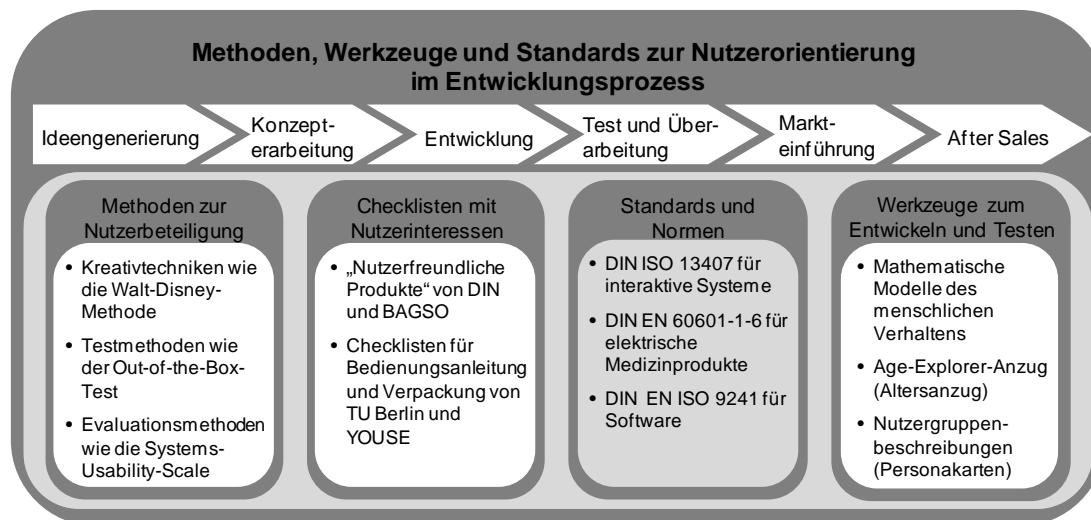 Methoden, Werkzeuge und Standards zur Nutzerorientierung
im Entwicklungsprozess
Ideengenerierung
Konzept-
erarbeitung
Entwicklung
Test und Über-
arbeitung
Markt-
einführung
After Sales
Methoden zur
Nutzerbeteiligung
• Kreativtechniken wie
die Walt-Disney-
Methode
• Testmethoden wie
der Out-of-the-Box-
Test
• Evaluationsmethoden
wie die Systems-
Usability-Scale
Checklisten mit
Nutzerinteressen
• „Nutzerfreundliche
Produkte“ von DIN
und BAGSO
• Checklisten für
Bedienungsanleitung
und Verpackung von
TU Berlin und
YOUSE
Standards und
Normen
• DIN ISO 13407 für
interaktive Systeme
• DIN EN 60601-1-6 für
elektrische
Medizinprodukte
• DIN EN ISO 9241 für
Software
Werkzeuge zum
Entwickeln und Testen
• Mathematische
Modelle des
menschlichen
Verhaltens
• Age-Explorer-Anzug
(Altersanzug)
• Nutzergruppen-
beschreibungen
(Personakarten)